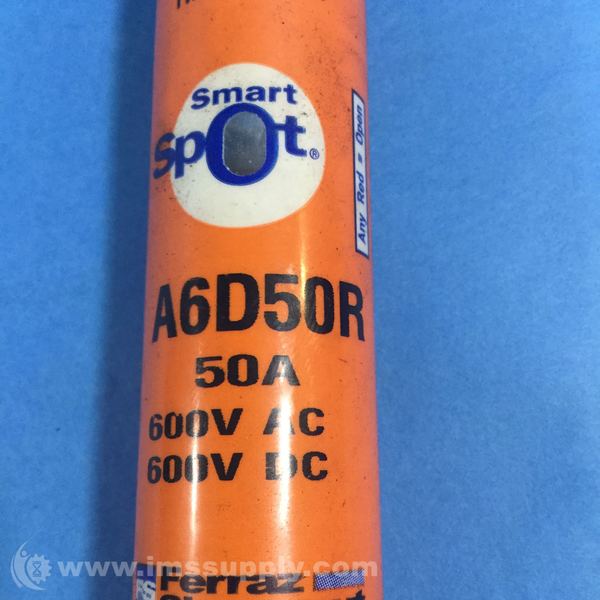 Smart
Spot®
Any Red = Open
A6D50R
50A
600V AC
600V DC
www.imssupply.com
Ferraz